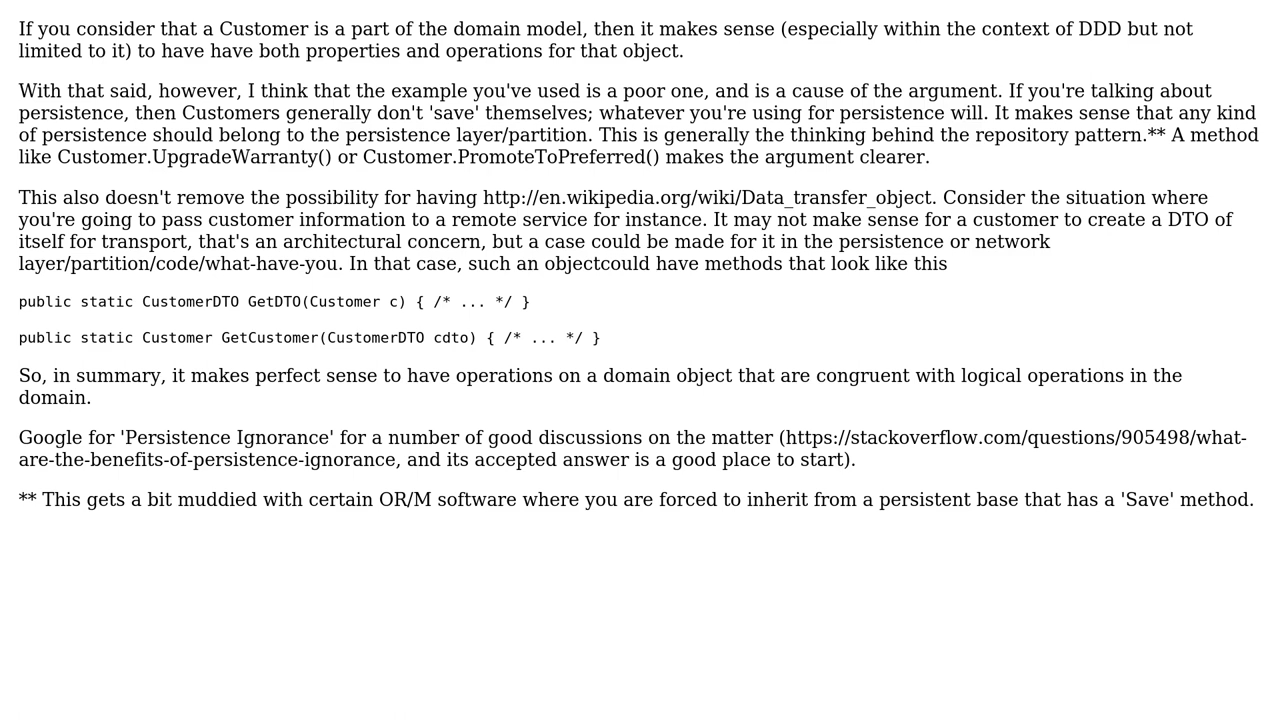 If you consider that a Customer is a part of the domain model, then it makes sense (especially within the context of DDD but not
limited to it) to have have both properties and operations for that object.
With that said, however, I think that the example you've used is a poor one, and is a cause of the argument. If you're talking about
persistence, then Customers generally don't 'save' themselves; whatever you're using for persistence will. It makes sense that any kind
of persistence should belong to the persistence layer/partition. This is generally the thinking behind the repository pattern.** A method
like Customer.UpgradeWarranty() or Customer.PromoteToPreferred() makes the argument clearer.
This also doesn't remove the possibility for having http://en.wikipedia.org/wiki/Data_transfer_object. Consider the situation where
you're going to pass customer information to a remote service for instance. It may not make sense for a customer to create a DTO of
itself for transport, that's an architectural concern, but a case could be made for it in the persistence or network
layer/partition/code/what-have-you. In that case, such an objectcould have methods that look like this
public static CustomerDTO GetDTO(Customer c) { /* ... */ }
public static Customer GetCustomer(CustomerDTO cdto) { /* ... */ }
So, in summary, it makes perfect sense to have operations on a domain object that are congruent with logical operations in the
domain.
Google for 'Persistence Ignorance' for a number of good discussions on the matter (https://stackoverflow.com/questions/905498/what-
are-the-benefits-of-persistence-ignorance, and its accepted answer is a good place to start).
** This gets a bit muddied with certain OR/M software where you are forced to inherit from a persistent base that has a 'Save' method.